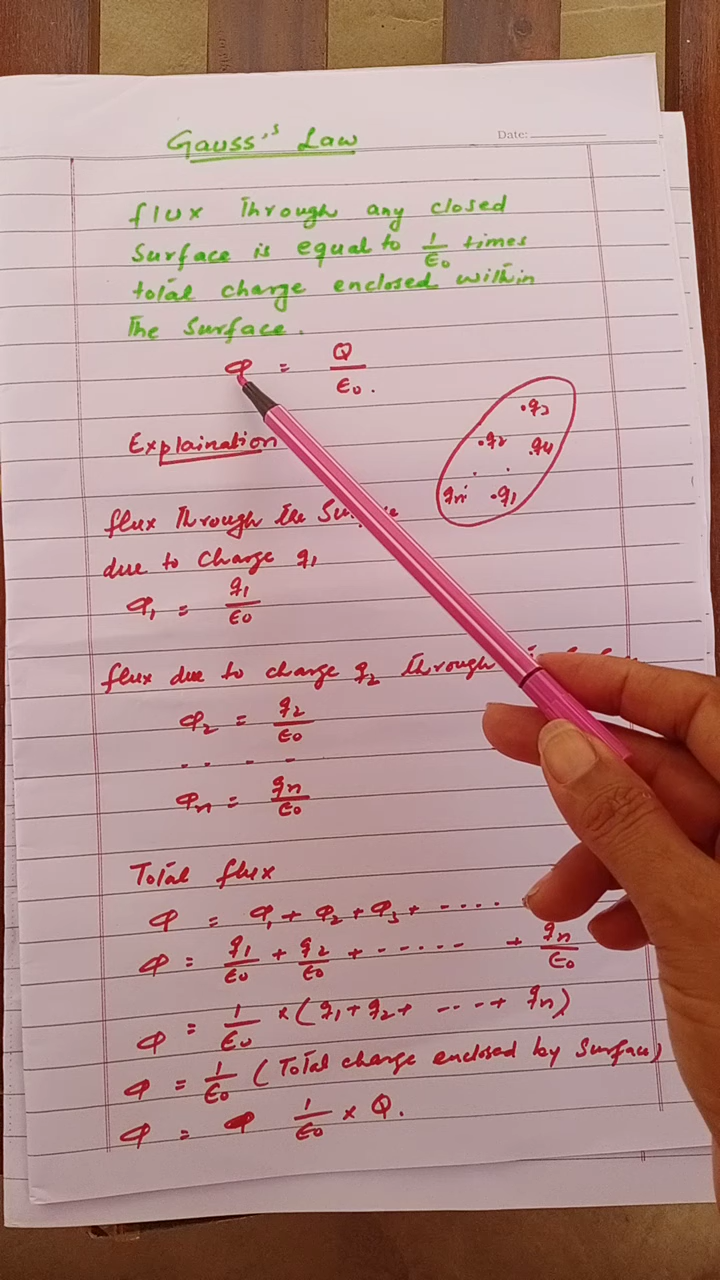 Gauss's Law
Date:
flux Through any closed
Surface is equal to 1/ε0 times
total charge enclosed within
The Surface.
φ = Q/ε0.
Explaination
.q3
.q2 .q4
qn .q1
flux Through the
due to charge q1
φ1 = q1/ε0
flux due to charge q2 through
φ2 = q2/ε0
.. - -
φn = qn/ε0
Total flux
φ = φ1 + φ2 + φ3 + ----
φ = q1/ε0 + q2/ε0 + ------ + qn/ε0
φ = 1/ε0 × (q1 + q2 + ---- + qn)
φ = 1/ε0 (Total charge enclosed by Surface)
φ = 1/ε0 × Q.